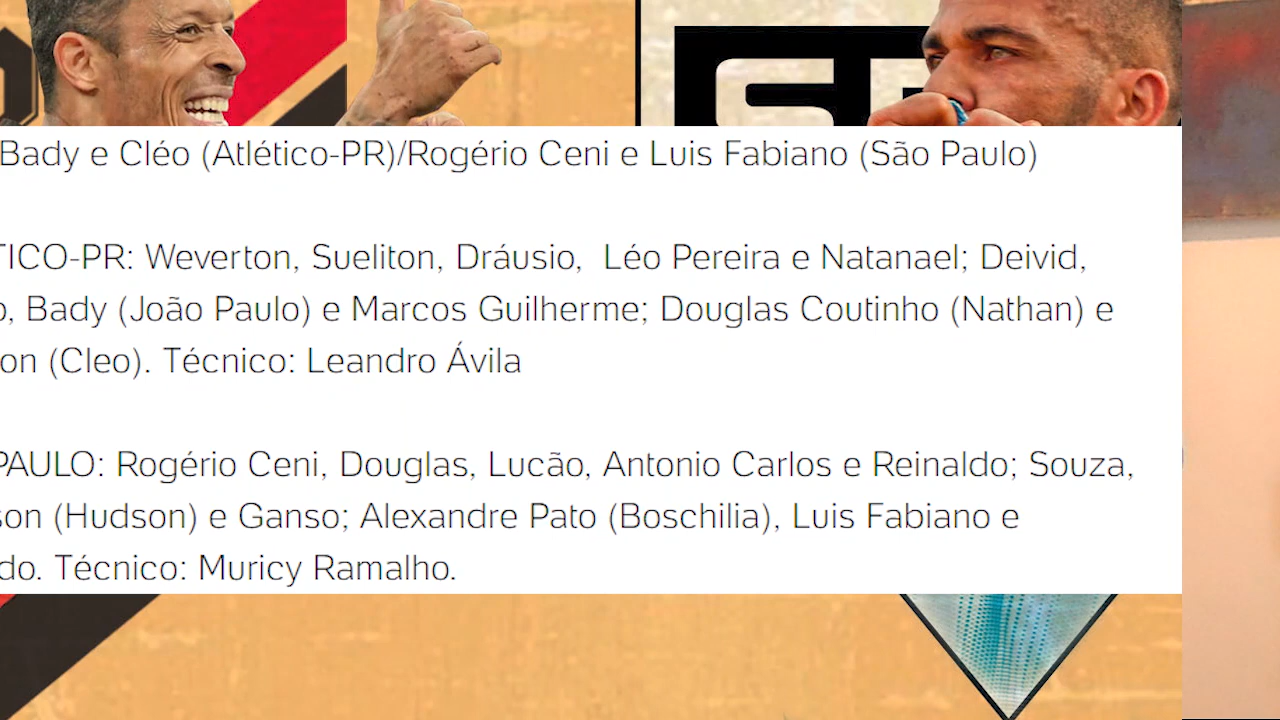 Bady e Cléo (Atlético-PR)/Rogério Ceni e Luis Fabiano (São Paulo)
TICO-PR: Weverton, Sueliton, Dráusio,  Léo Pereira e Natanael; Deivid,
o, Bady (João Paulo) e Marcos Guilherme; Douglas Coutinho (Nathan) e
on (Cleo). Técnico: Leandro Ávila
PAULO: Rogério Ceni, Douglas, Lucão, Antonio Carlos e Reinaldo; Souza,
son (Hudson) e Ganso; Alexandre Pato (Boschilia), Luis Fabiano e
do. Técnico: Muricy Ramalho.